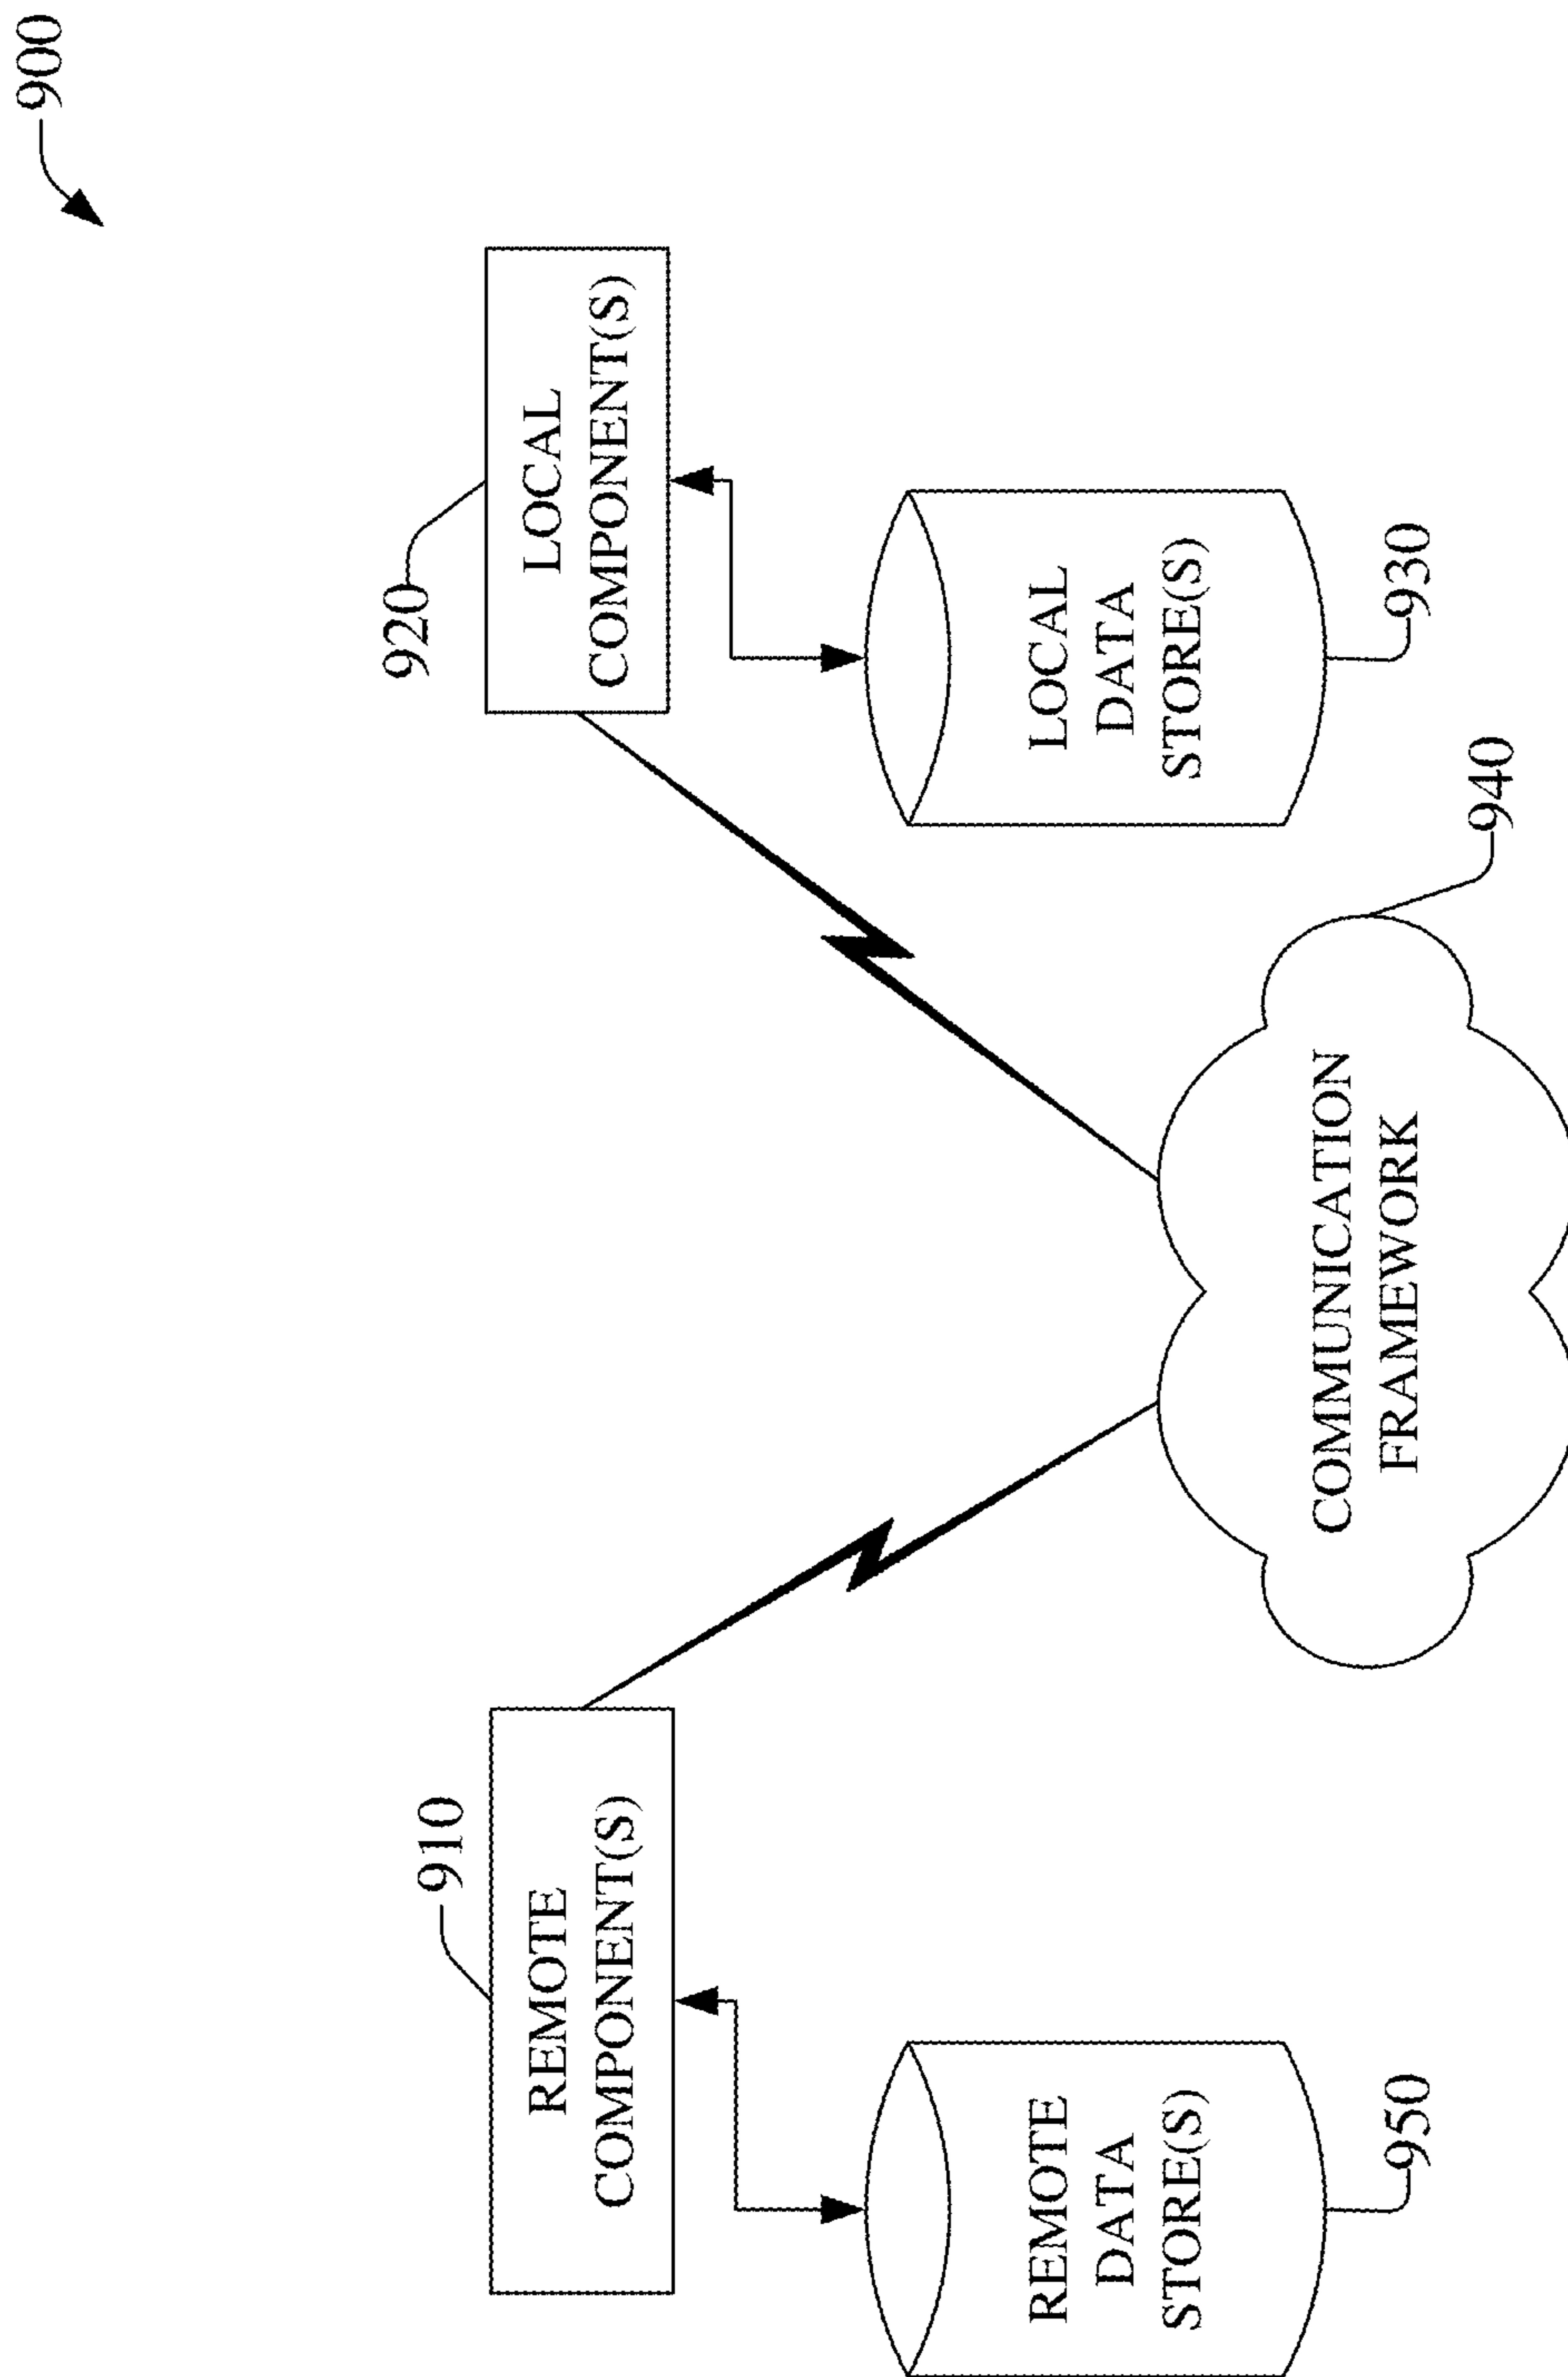 900
910
REMOTE
COMPONENT(S)
920
LOCAL
COMPONENT(S)
REMOTE
DATA
STORE(S)
950
LOCAL
DATA
STORE(S)
930
COMMUNICATION
FRAMEWORK
940